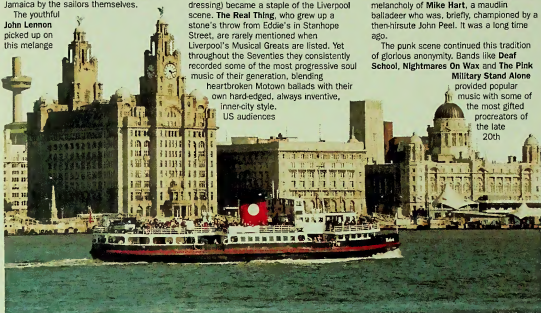 Jamaica by the sailors themselves.
The youthful
John Lennon
picked up on
this melange
dressing) became a staple of the Liverpool
scene. The Real Thing, who grew up a
stone's throw from Eddie's in Stanhope
Street, are rarely mentioned when
Liverpool's Musical Greats are listed. Yet
throughout the Seventies they consistently
recorded some of the most progressive soul
music of their generation, blending
heartbroken Motown ballads with their
own hard-edged, always inventive,
inner-city style.
US audiences
melancholy of Mike Hart, a maudlin
balladeer who was, briefly, championed by a
then-hirsute John Peel. It was a long time
ago.
The punk scene continued this tradition
of glorious anonymity. Bands like Deaf
School, Nightmares On Wax and The Pink
Military Stand Alone
provided popular
music with some of
the most gifted
procreators of
the late
20th